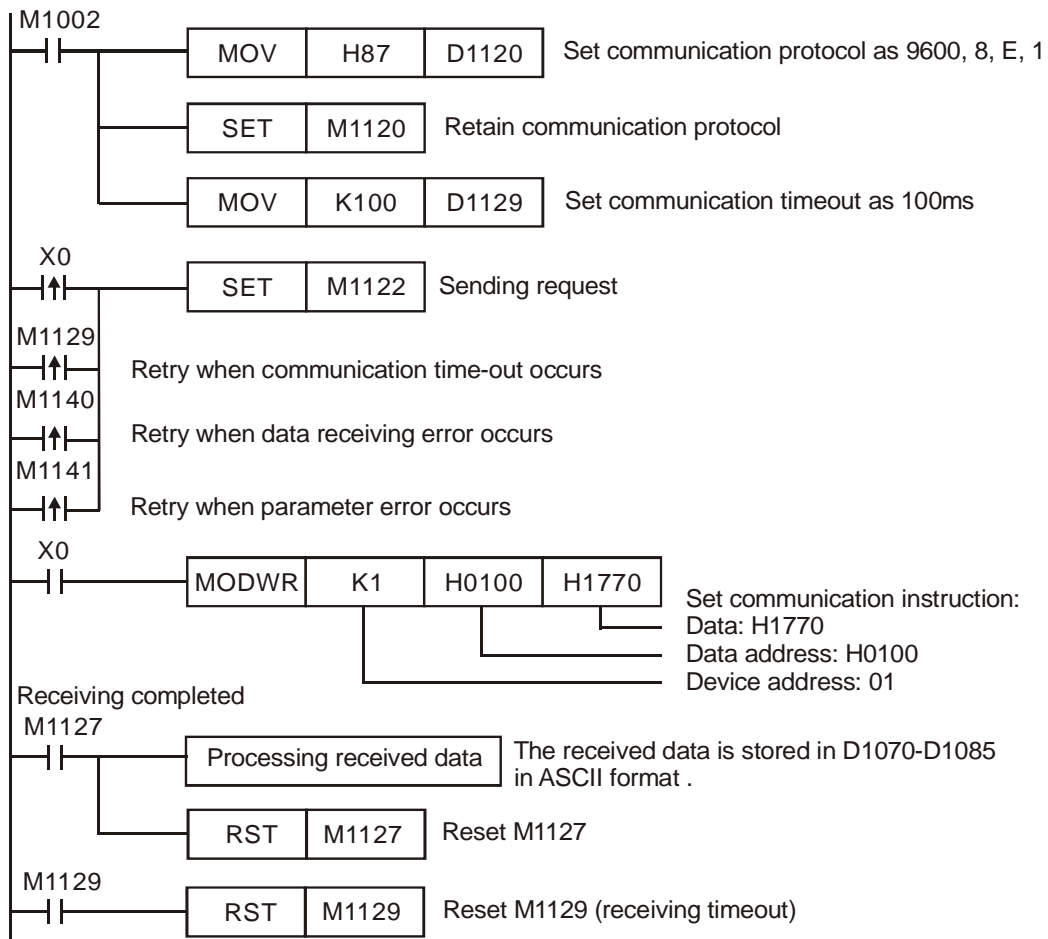 M1002
MOV H87 D1120 Set communication protocol as 9600, 8, E, 1
SET M1120 Retain communication protocol
MOV K100 D1129 Set communication timeout as 100ms
X0
SET M1122 Sending request
M1129
Retry when communication time-out occurs
M1140
Retry when data receiving error occurs
M1141
Retry when parameter error occurs
X0
MODWR K1 H0100 H1770
Set communication instruction:
Data: H1770
Data address: H0100
Device address: 01
Receiving completed
M1127
Processing received data
The received data is stored in D1070-D1085
in ASCII format .
RST M1127 Reset M1127
M1129
RST M1129 Reset M1129 (receiving timeout)